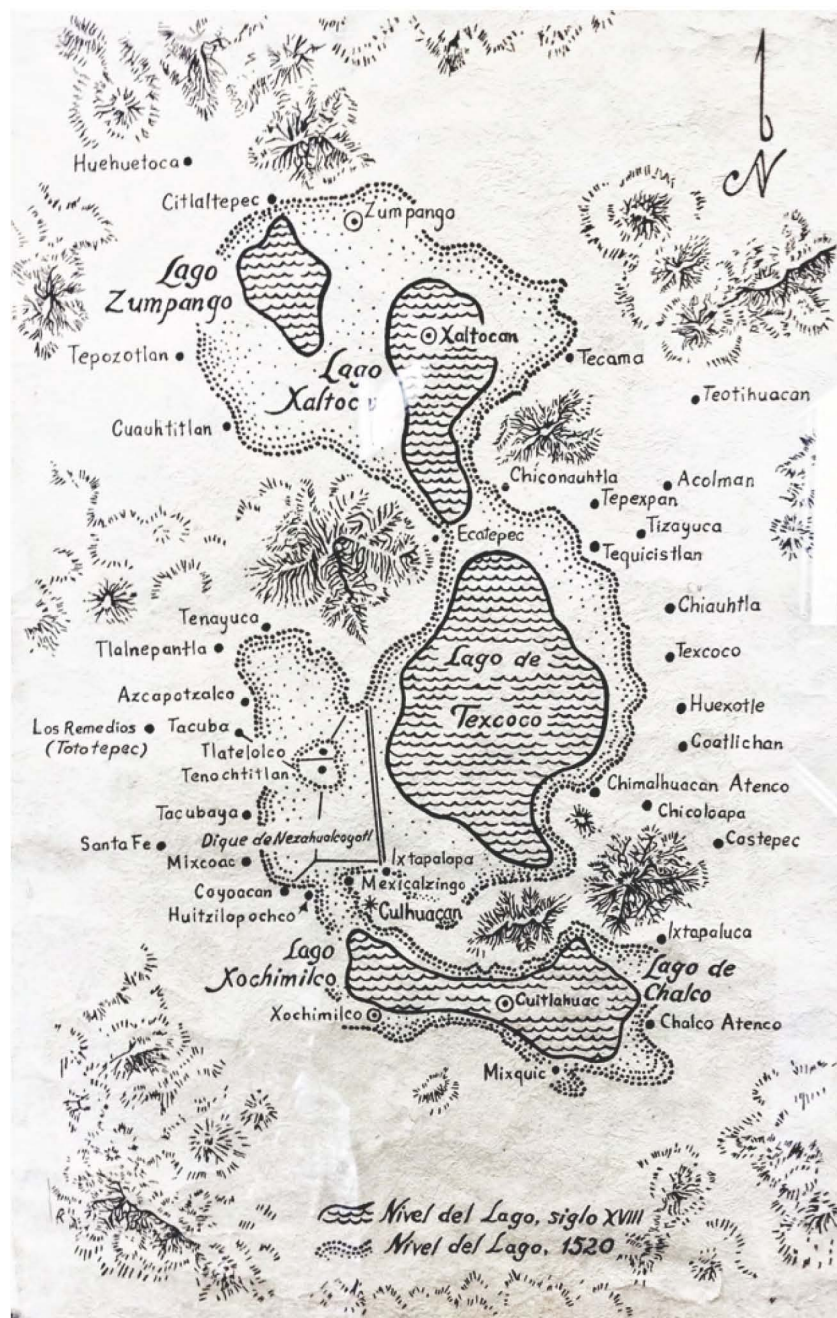 N
Huehuetoca
Citlaltepec
Zumpango
Lago
Zumpango
Xaltocan
Tepozotlan
Lago
Tecama
Teotihuacan
Cuauhtitlan
Chiconauhtla
Acolman
Tepexpan
Tizayuca
Ecatepec
Tequicistlan
Chiauhtla
Tenayuca
Tlalnepantla
Lago de
Texcoco
Texcoco
Azcapotzalco
Huexotle
Los Remedios
(Tototepec)
Tacuba
Tlatelolco
Tenochtitlan
Coatlichan
Chimalhuacan Atenco
Chicoloapa
Tacubaya
Santa Fe
Dique de Nezahualcoyotl
Costepec
Mixcoac
Ixtapalapa
Mexicalzingo
Coyoacan
Huitzilopochco
Culhuacan
Ixtapaluca
Lago
Xochimilco
Lago de
Chalco
Cuitlahuac
Xochimilco
Chalco Atenco
Mixquic
Nivel del Lago, siglo XVIII
Nivel del Lago, 1520